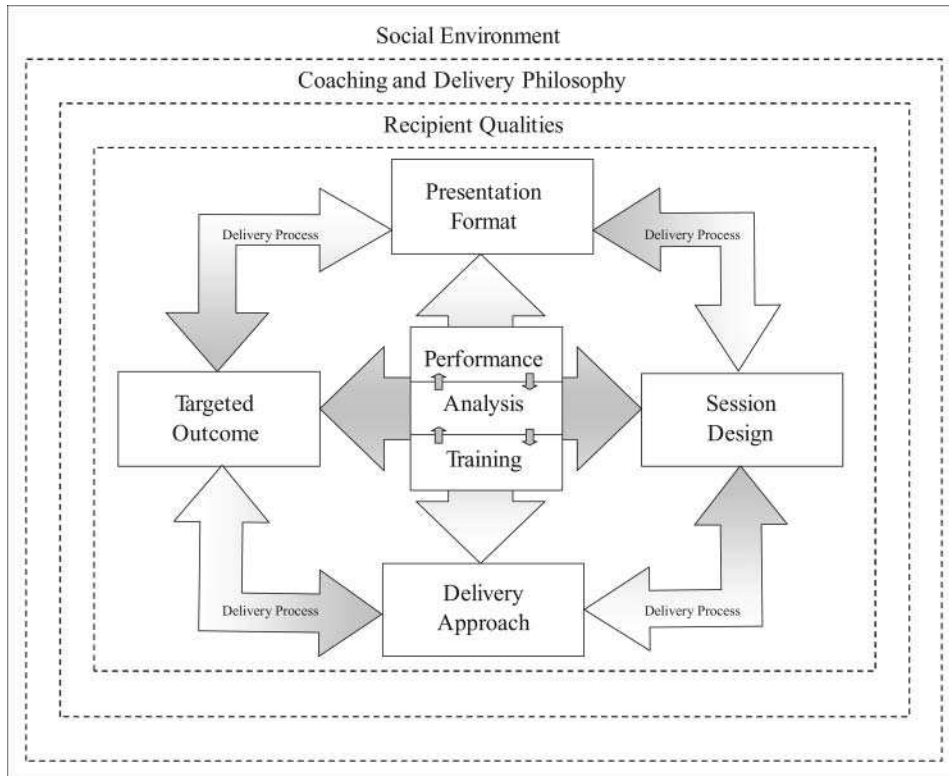 Social Environment
Coaching and Delivery Philosophy
Recipient Qualities
Presentation
Format
Delivery Process
Delivery Process
Performance
Analysis
Training
Targeted
Outcome
Session
Design
Delivery
Approach
Delivery Process
Delivery Process